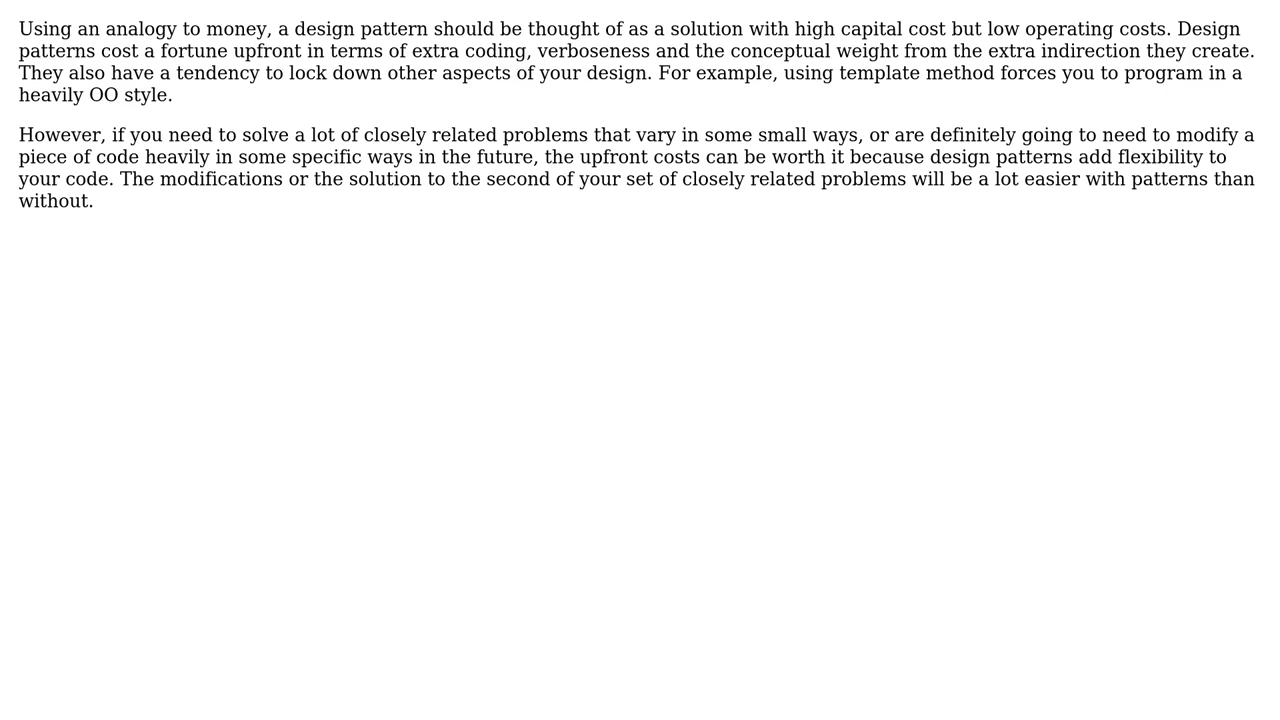 Using an analogy to money, a design pattern should be thought of as a solution with high capital cost but low operating costs. Design
patterns cost a fortune upfront in terms of extra coding, verboseness and the conceptual weight from the extra indirection they create.
They also have a tendency to lock down other aspects of your design. For example, using template method forces you to program in a
heavily OO style.
However, if you need to solve a lot of closely related problems that vary in some small ways, or are definitely going to need to modify a
piece of code heavily in some specific ways in the future, the upfront costs can be worth it because design patterns add flexibility to
your code. The modifications or the solution to the second of your set of closely related problems will be a lot easier with patterns than
without.